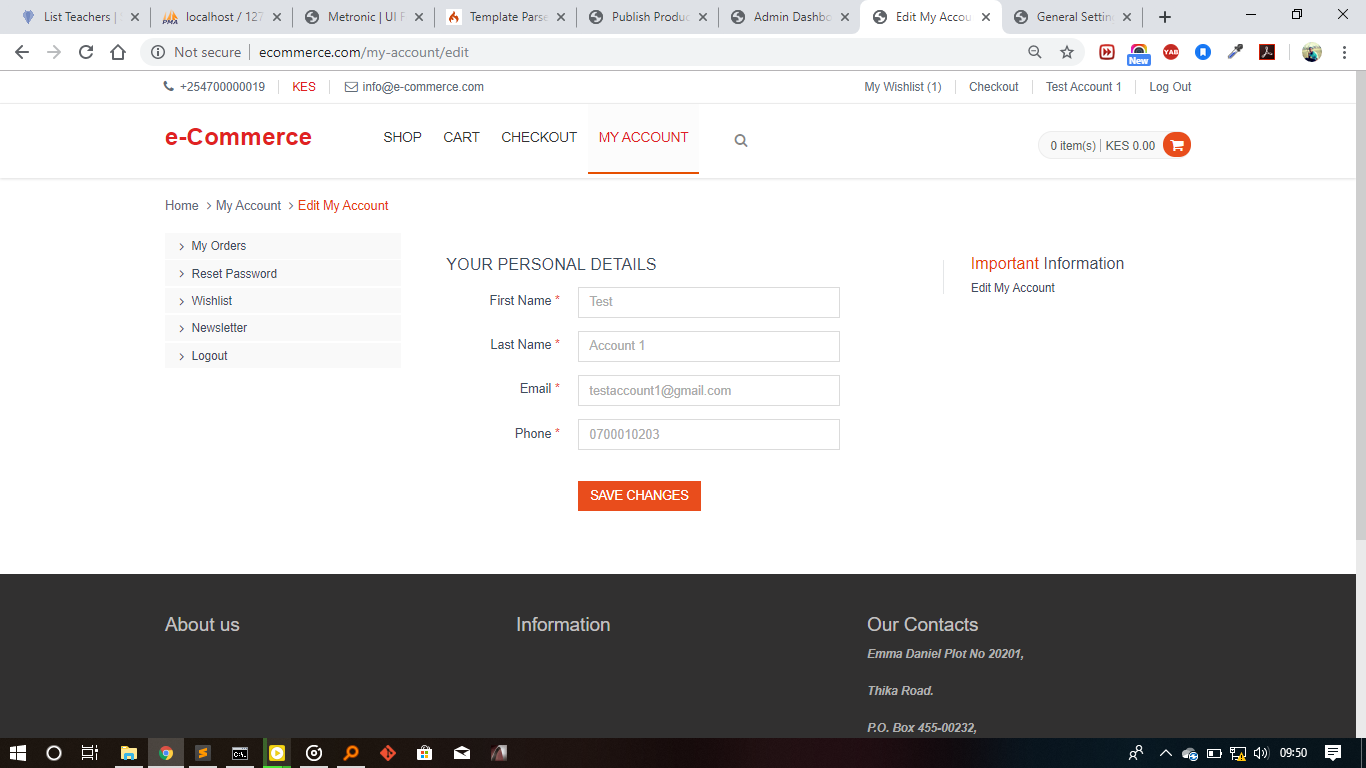 List Teachers |
localhost / 127
Metronic | UI F
Template Parse
Publish Produc
Admin Dashbo
Edit My Accou
General Settin
Not secure
ecommerce.com/my-account/edit
YAB
New
+254700000019
KES
info@e-commerce.com
My Wishlist (1)
Checkout
Test Account 1
Log Out
e-Commerce
SHOP
CART
CHECKOUT
MY ACCOUNT
0 item(s)
KES 0.00
Home > My Account > Edit My Account
My Orders
Reset Password
Wishlist
Newsletter
Logout
YOUR PERSONAL DETAILS
First Name *
Test
Last Name *
Account 1
Email *
testaccount1@gmail.com
Phone *
0700010203
SAVE CHANGES
Important Information
Edit My Account
About us
Information
Our Contacts
Emma Daniel Plot No 20201,
Thika Road.
P.O. Box 455-00232,
09:50